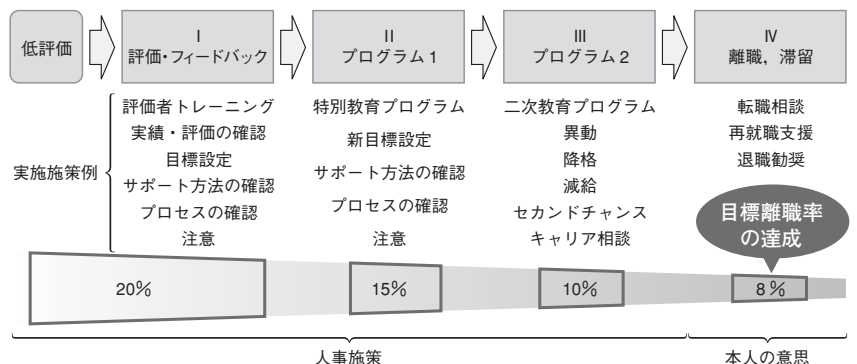 低評価
I
評価・フィードバック
II
プログラム 1
III
プログラム 2
IV
離職，滞留
実施施策例
評価者トレーニング
実績・評価の確認
目標設定
サポート方法の確認
プロセスの確認
注意
特別教育プログラム
新目標設定
サポート方法の確認
プロセスの確認
注意
二次教育プログラム
異動
降格
減給
セカンドチャンス
キャリア相談
転職相談
再就職支援
退職勧奨
目標離職率
の達成
20%
15%
10%
8%
人事施策
本人の意思